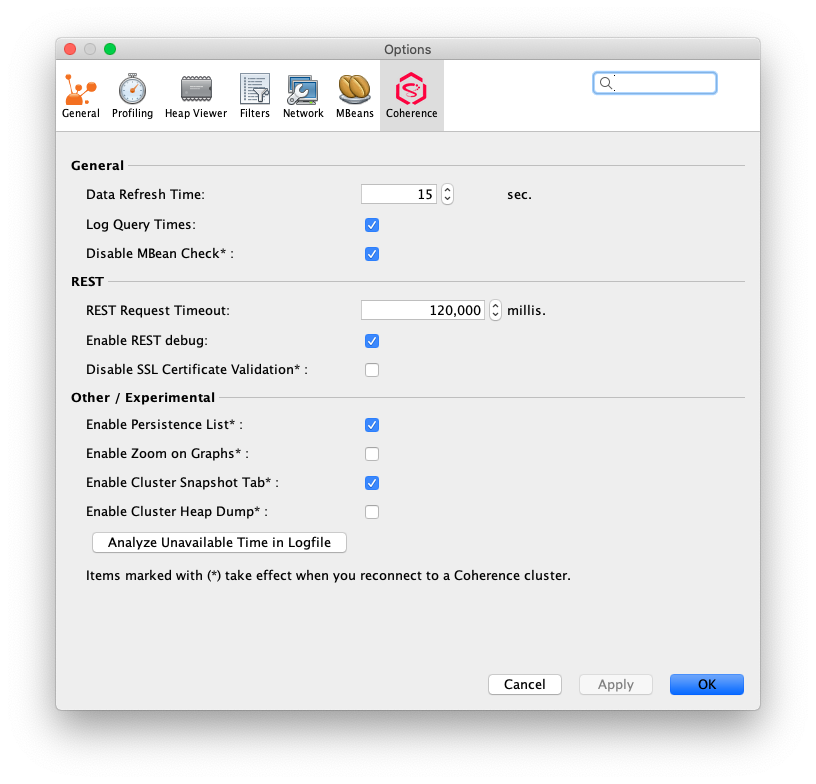 Options
General Profiling Heap Viewer Filters Network MBeans Coherence
General
Data Refresh Time: 15 sec.
Log Query Times:
Disable MBean Check* :
REST
REST Request Timeout: 120,000 millis.
Enable REST debug:
Disable SSL Certificate Validation* :
Other / Experimental
Enable Persistence List* :
Enable Zoom on Graphs* :
Enable Cluster Snapshot Tab* :
Enable Cluster Heap Dump* :
Analyze Unavailable Time in Logfile
Items marked with (*) take effect when you reconnect to a Coherence cluster.
Cancel Apply OK